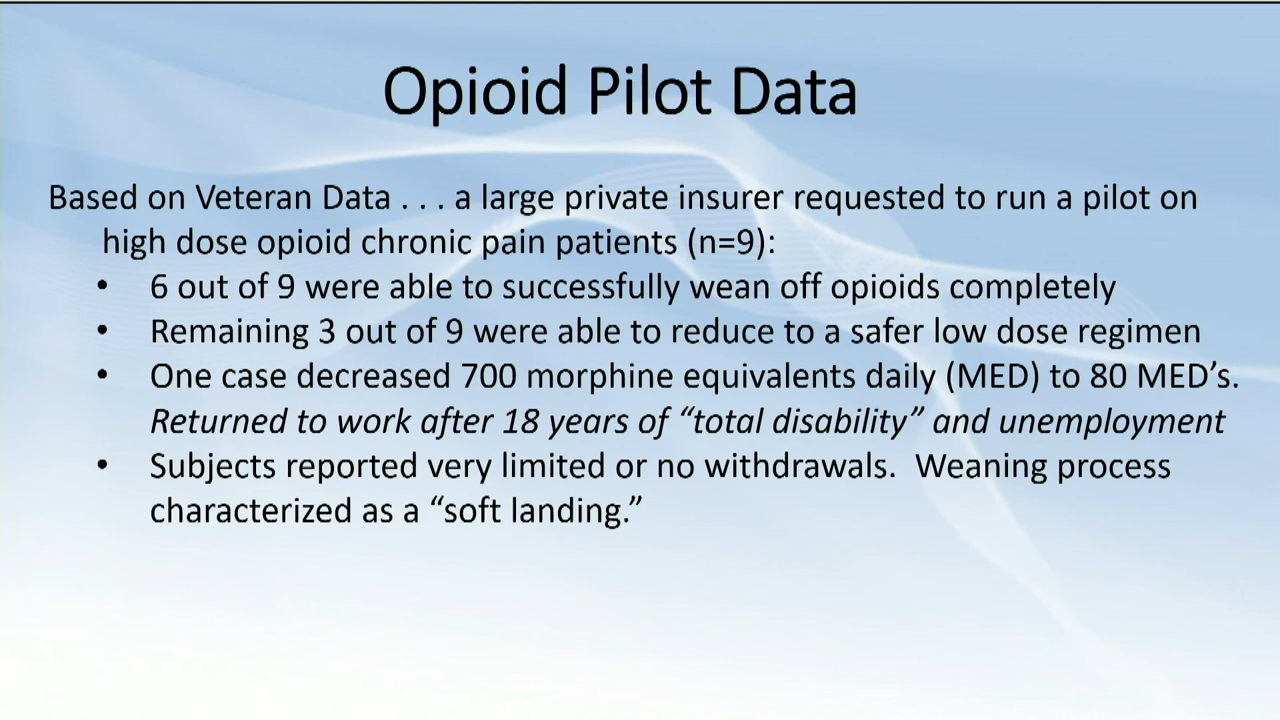 Opioid Pilot Data
Based on Veteran Data . . . a large private insurer requested to run a pilot on
high dose opioid chronic pain patients (n=9):
• 6 out of 9 were able to successfully wean off opioids completely
• Remaining 3 out of 9 were able to reduce to a safer low dose regimen
• One case decreased 700 morphine equivalents daily (MED) to 80 MED’s.
Returned to work after 18 years of “total disability” and unemployment
• Subjects reported very limited or no withdrawals.  Weaning process
characterized as a “soft landing.”